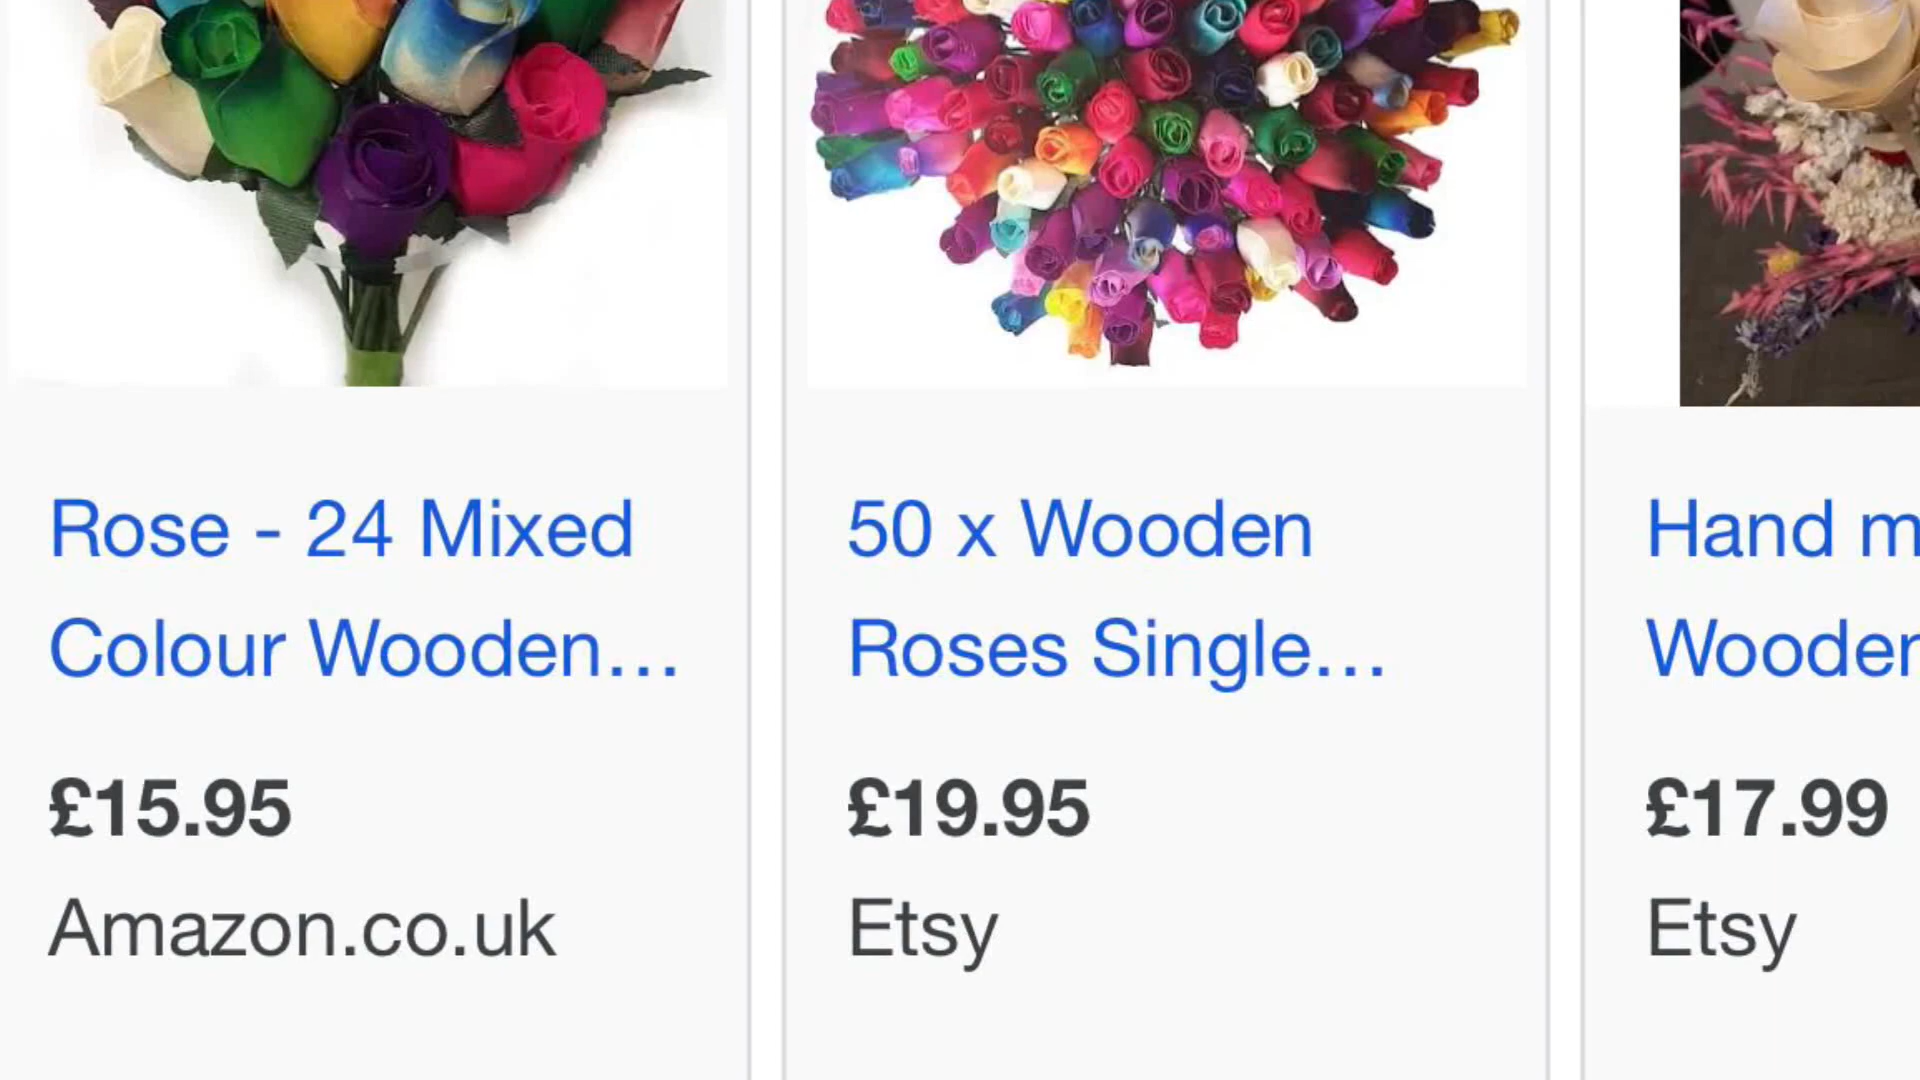 Rose - 24 Mixed
Colour Wooden...
£15.95
Amazon.co.uk
50 x Wooden
Roses Single...
£19.95
Etsy
Hand m
Wooden
£17.99
Etsy